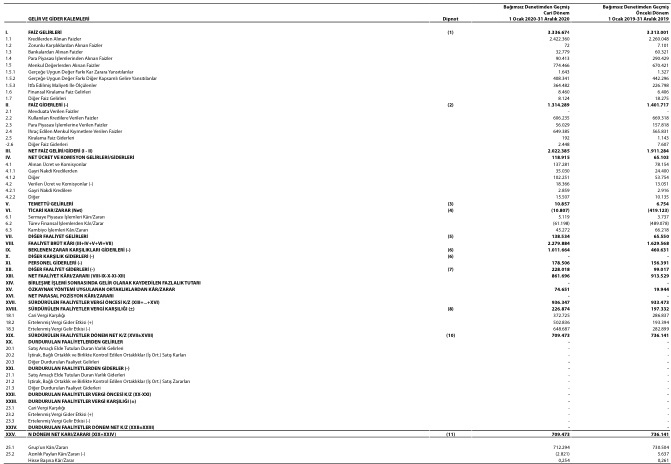 Bağımsız Denetimden Geçmiş Bağımsız Denetimden Geçmiş
Cari Dönem Önceki Dönem
GELİR VE GİDER KALEMLERİ Dipnot 1 Ocak 2020-31 Aralık 2020 1 Ocak 2019-31 Aralık 2019
I. FAİZ GELİRLERİ (1) 3.336.674 3.313.001
1.1 Kredilerden Alınan Faizler 2.422.380 2.260.048
1.2 Zorunlu Karşılıklardan Alınan Faizler 72 7.101
1.3 Bankalardan Alınan Faizler 32.779 60.321
1.4 Para Piyasası İşlemlerinden Alınan Faizler 90.413 290.429
1.5 Menkul Değerlerden Alınan Faizler 774.466 670.421
1.5.1 Gerçeğe Uygun Değer Farkı Kar Zarara Yansıtılanlar 1.643 1.327
1.5.2 Gerçeğe Uygun Değer Farkı Diğer Kapsamlı Gelire Yansıtılanlar 408.341 442.296
1.5.3 İtfa Edilmiş Maliyeti İle Ölçülenler 364.482 226.798
1.6 Finansal Kiralama Faiz Gelirleri 8.460 6.406
1.7 Diğer Faiz Gelirleri 8.124 18.275
II. FAİZ GİDERLERİ (-) (2) 1.314.289 1.401.717
2.1 Mevduata Verilen Faizler - -
2.2 Kullanılan Kredilere Verilen Faizler 606.235 669.318
2.3 Para Piyasası İşlemlerine Verilen Faizler 56.029 157.818
2.4 İhraç Edilen Menkul Kıymetlere Verilen Faizler 649.385 565.831
2.5 Kiralama Faiz Giderleri 192 1.143
2.6 Diğer Faiz Giderleri 2.448 7.607
III. NET FAİZ GELİRİ/GİDERİ (I - II) 2.022.385 1.911.284
IV. NET ÜCRET VE KOMİSYON GELİRLERİ/GİDERLERİ 118.915 65.103
4.1 Alınan Ücret ve Komisyonlar 137.281 78.154
4.1.1 Gayri Nakdi Kredilerden 35.030 24.400
4.1.2 Diğer 102.251 53.754
4.2 Verilen Ücret ve Komisyonlar (-) 18.366 13.051
4.2.1 Gayri Nakdi Kredilere 2.859 2.916
4.2.2 Diğer 15.507 10.135
V. TEMETTÜ GELİRLERİ (3) 10.857 6.754
VI. TİCARİ KAR/ZARAR (Net) (4) (10.807) (419.123)
6.1 Sermaye Piyasası İşlemleri Kârı/Zararı 5.119 3.737
6.2 Türev Finansal İşlemlerden Kâr/Zarar (61.198) (489.078)
6.3 Kambiyo İşlemleri Kârı/Zararı 45.272 66.218
VII. DİĞER FAALİYET GELİRLERİ (5) 138.534 65.550
VIII. FAALİYET BRÜT KÂRI (III+IV+V+VI+VII) 2.279.884 1.629.568
IX. BEKLENEN ZARAR KARŞILIKLARI GİDERLERİ (-) (6) 1.011.664 460.631
X. DİĞER KARŞILIK GİDERLERİ (-) (6) - -
XI. PERSONEL GİDERLERİ (-) 178.506 156.391
XII. DİĞER FAALİYET GİDERLERİ (-) (7) 228.018 99.017
XIII. NET FAALİYET KÂRI/ZARARI (VIII-IX-X-XI-XII) 861.696 913.529
XIV. BİRLEŞME İŞLEMİ SONRASINDA GELİR OLARAK KAYDEDİLEN FAZLALIK TUTARI - -
XV. ÖZKAYNAK YÖNTEMİ UYGULANAN ORTAKLIKLARDAN KÂR/ZARAR 74.651 19.944
XVI. NET PARASAL POZİSYON KÂRI/ZARARI - -
XVII. SÜRDÜRÜLEN FAALİYETLER VERGİ ÖNCESİ K/Z (XIII+...+XVI) 936.347 933.473
XVIII. SÜRDÜRÜLEN FAALİYETLER VERGİ KARŞILIĞI (±) (8) 226.874 197.332
18.1 Cari Vergi Karşılığı 372.725 286.837
18.2 Ertelenmiş Vergi Gider Etkisi (+) 502.836 193.394
18.3 Ertelenmiş Vergi Gelir Etkisi (-) 648.687 282.899
XIX. SÜRDÜRÜLEN FAALİYETLER DÖNEM NET K/Z (XVII±XVIII) (10) 709.473 736.141
XX. DURDURULAN FAALİYETLERDEN GELİRLER - -
20.1 Satış Amaçlı Elde Tutulan Duran Varlık Gelirleri - -
20.2 İştirak, Bağlı Ortaklık ve Birlikte Kontrol Edilen Ortaklıklar (İş Ort.) Satış Karları - -
20.3 Diğer Durdurulan Faaliyet Gelirleri - -
XXI. DURDURULAN FAALİYETLERDEN GİDERLER (-) - -
21.1 Satış Amaçlı Elde Tutulan Duran Varlık Giderleri - -
21.2 İştirak, Bağlı Ortaklık ve Birlikte Kontrol Edilen Ortaklıklar (İş Ort.) Satış Zararları - -
21.3 Diğer Durdurulan Faaliyet Giderleri - -
XXII. DURDURULAN FAALİYETLER VERGİ ÖNCESİ K/Z (XX-XXI) - -
XXIII. DURDURULAN FAALİYETLER VERGİ KARŞILIĞI (±) - -
23.1 Cari Vergi Karşılığı - -
23.2 Ertelenmiş Vergi Gider Etkisi (+) - -
23.3 Ertelenmiş Vergi Gelir Etkisi (-) - -
XXIV. DURDURULAN FAALİYETLER DÖNEM NET K/Z (XXII±XXIII) - -
XXV. N DÖNEM NET KARI/ZARARI (XIX+XXIV) (11) 709.473 736.141
25.1 Grup'un Kârı/Zararı 712.294 730.504
25.2 Azınlık Payları Kârı/Zararı (-) (2.821) 5.637
Hisse Başına Kâr/Zarar 0,254 0,261